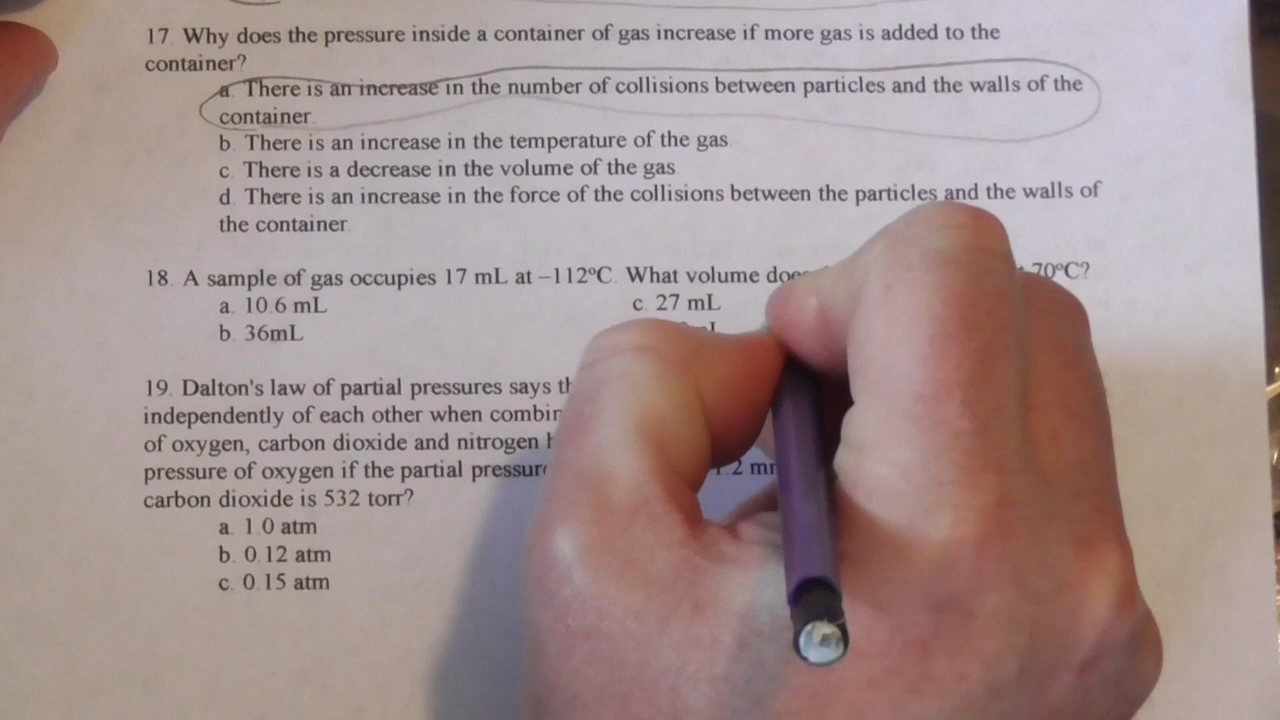 17. Why does the pressure inside a container of gas increase if more gas is added to the
container?
a. There is an increase in the number of collisions between particles and the walls of the
container.
b. There is an increase in the temperature of the gas.
c. There is a decrease in the volume of the gas.
d. There is an increase in the force of the collisions between the particles and the walls of
the container.
18. A sample of gas occupies 17 mL at –112ºC. What volume 70ºC?
a. 10.6 mL c. 27 mL
b. 36mL
19. Dalton's law of partial pressures says
independently of each other when
of oxygen, carbon dioxide and nitrogen
pressure of oxygen if the partial
carbon dioxide is 532 torr?
a. 1.0 atm
b. 0.12 atm
c. 0.15 atm